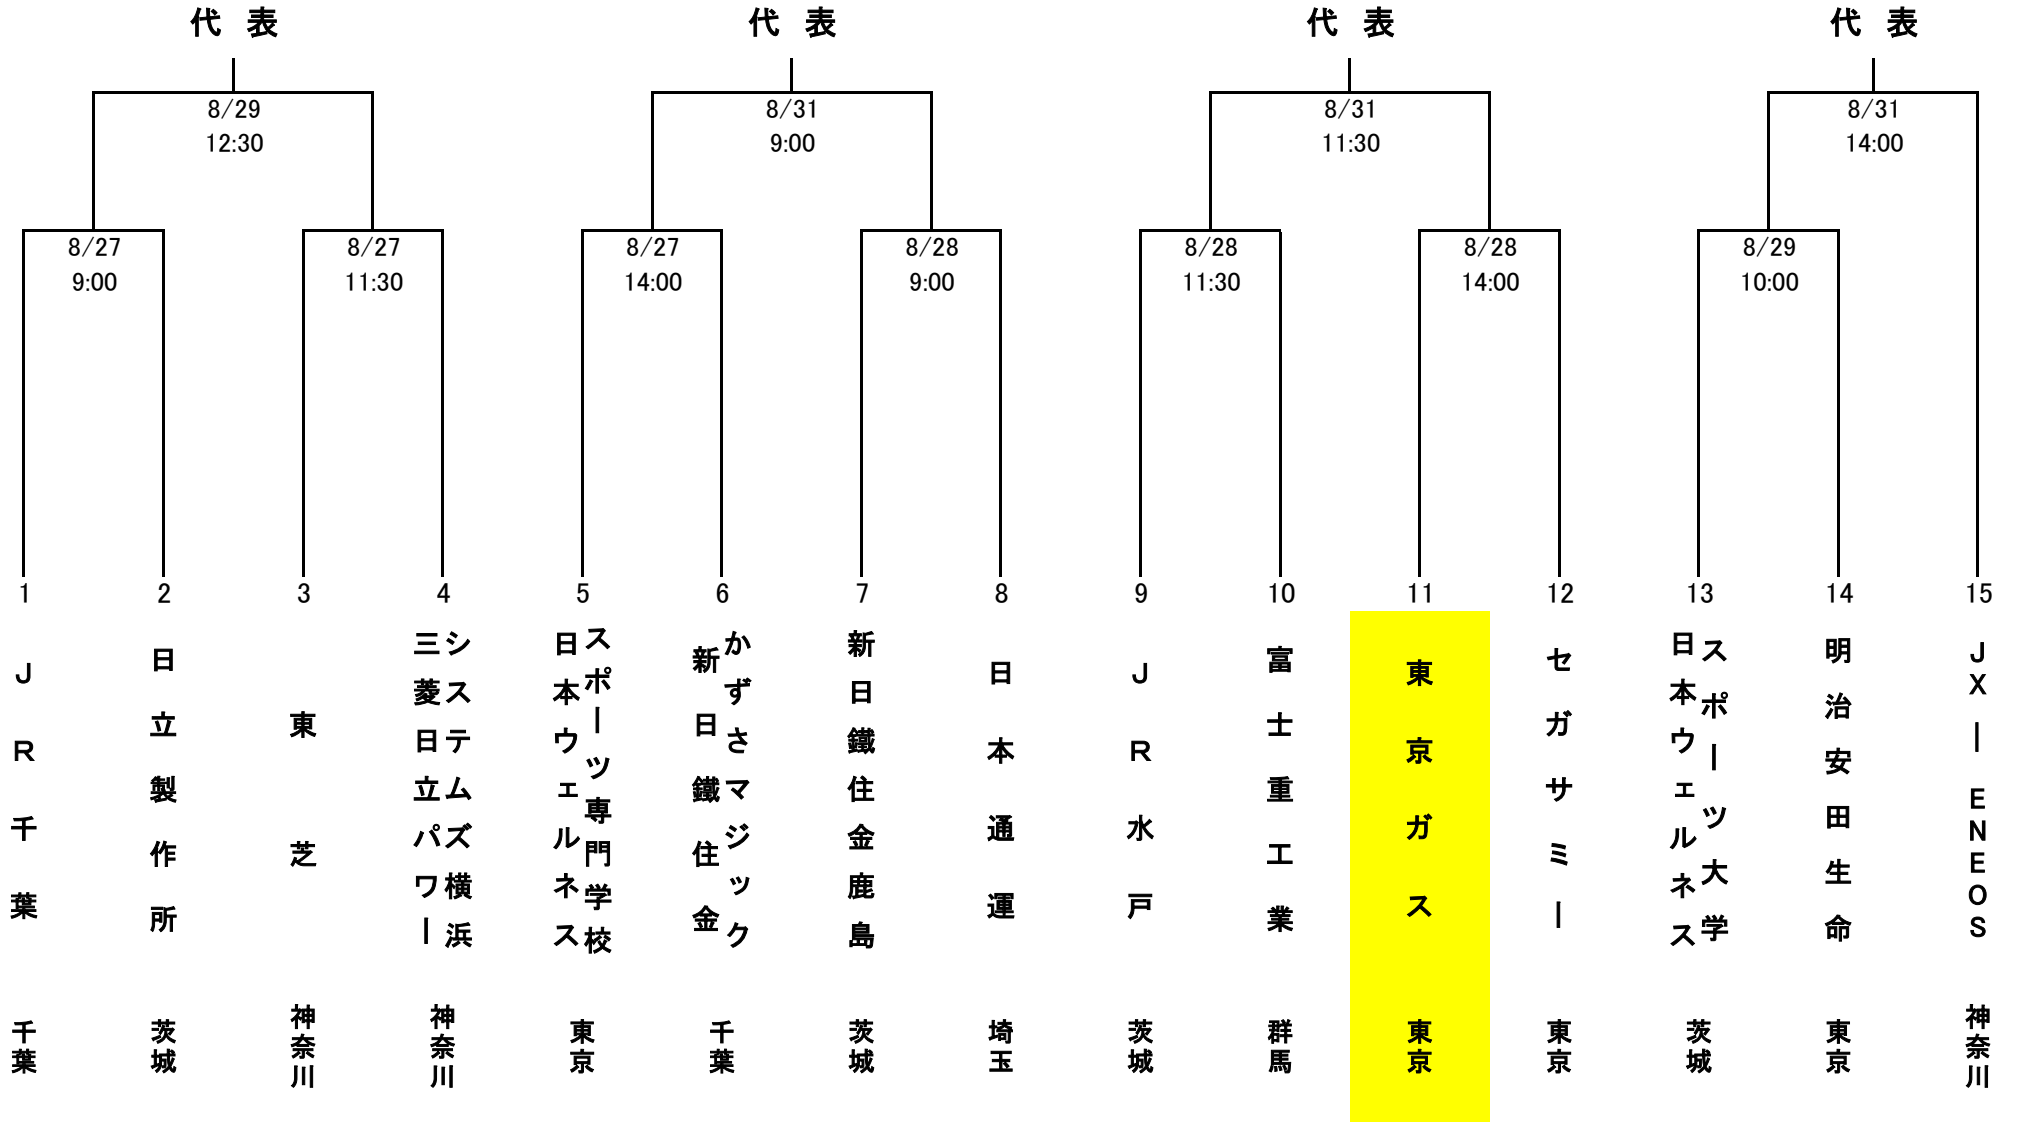 代 表
代 表
代 表
代 表
8/29
12:30
8/31
9:00
8/31
11:30
8/31
14:00
8/27
9:00
8/27
11:30
8/27
14:00
8/28
9:00
8/28
11:30
8/28
14:00
8/29
10:00
1
2
3
4
5
6
7
8
9
10
11
12
13
14
15
JR千葉
日立製作所
東芝
三菱日立パワー
システムズ横浜
日本ウェルネス
スポーツ専門学校
新日鐵住金
かずさマジック
新日鐵住金鹿島
日本通運
JR水戸
富士重工業
東京ガス
セガサミー
日本ウェルネス
スポーツ大学
明治安田生命
JX-ENEOS
千葉
茨城
神奈川
神奈川
東京
千葉
茨城
埼玉
茨城
群馬
東京
東京
茨城
東京
神奈川